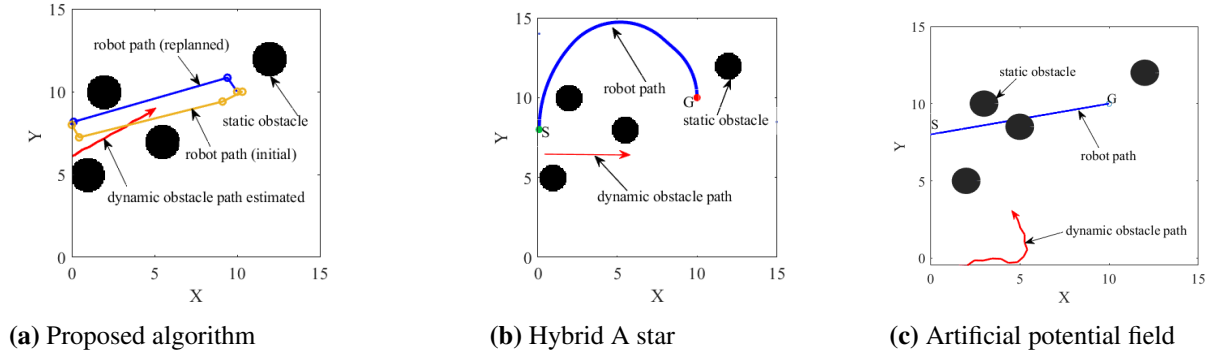 15
10
5
0
Y
0
5
10
15
X
robot path (replanned)
static obstacle
robot path (initial)
dynamic obstacle path estimated
(a) Proposed algorithm
15
10
5
0
Y
0
5
10
15
X
robot path
G
S
static obstacle
dynamic obstacle path
(b) Hybrid A star
15
10
5
0
Y
0
5
10
15
X
static obstacle
G
S
robot path
dynamic obstacle path
(c) Artificial potential field